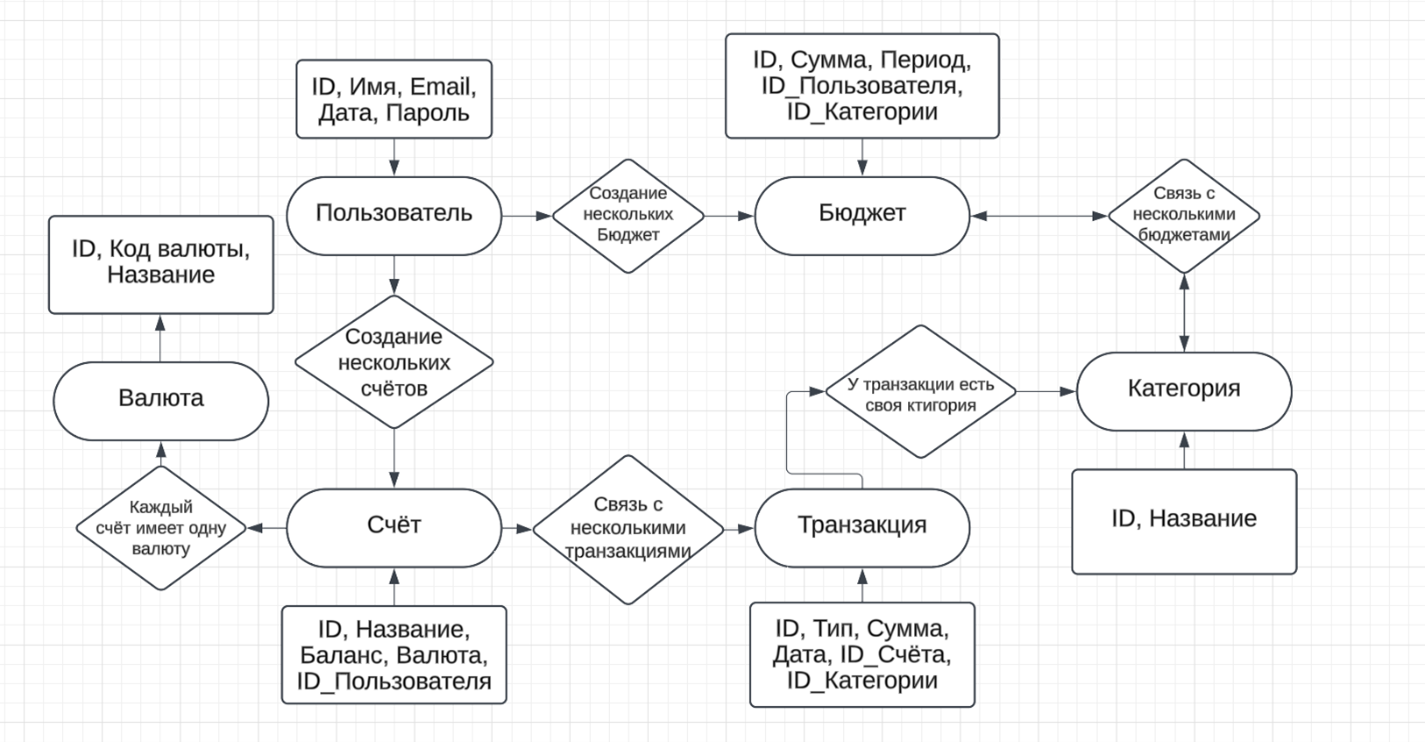 ID, Имя, Email,
Дата, Пароль
ID, Сумма, Период,
ID_Пользователя,
ID_Категории
Пользователь
Создание
нескольких
Бюджет
Бюджет
Связь с
несколькими
бюджетами
ID, Код валюты,
Название
Создание
нескольких
счётов
Валюта
У транзакции есть
своя ктигория
Категория
Каждый
счёт имеет одну
валюту
Счёт
Связь с
несколькими
транзакциями
Транзакция
ID, Название
ID, Название,
Баланс, Валюта,
ID_Пользователя
ID, Тип, Сумма,
Дата, ID_Счёта,
ID_Категории